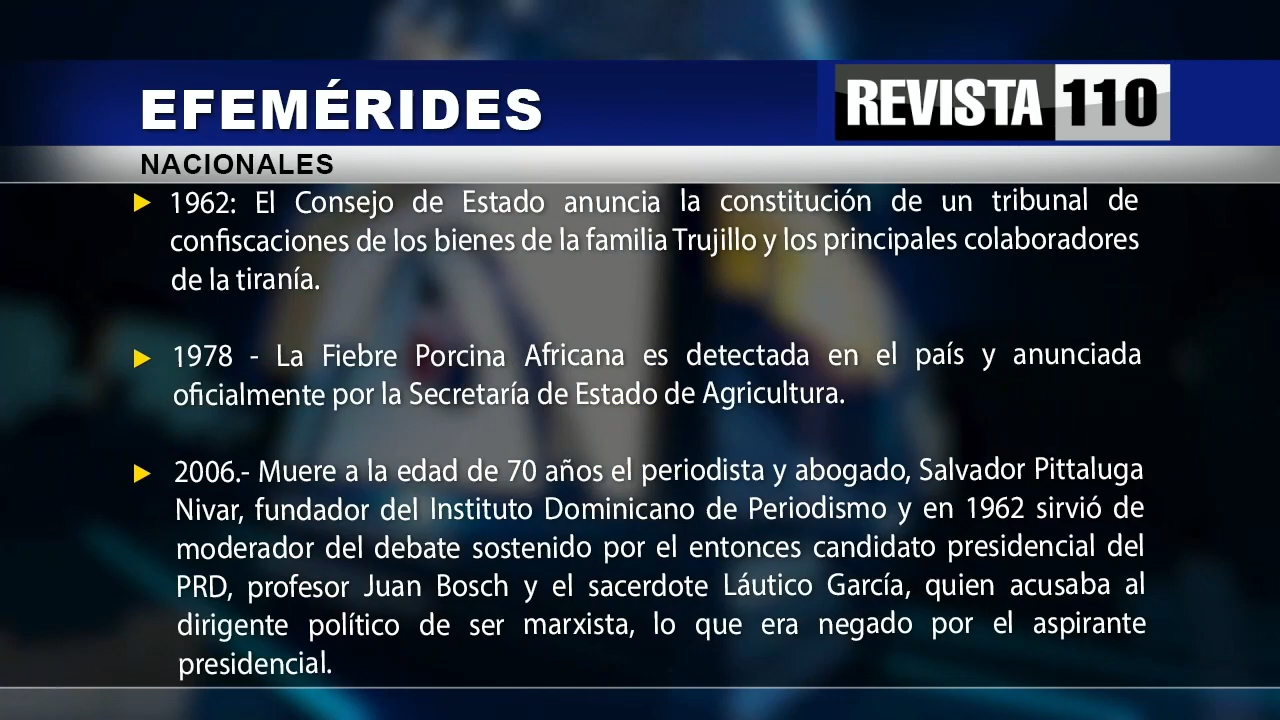 EFEMÉRIDES
REVISTA 110
NACIONALES
1962: El Consejo de Estado anuncia la constitución de un tribunal de
confiscaciones de los bienes de la familia Trujillo y los principales colaboradores
de la tiranía.
1978 - La Fiebre Porcina Africana es detectada en el país y anunciada
oficialmente por la Secretaría de Estado de Agricultura.
2006.- Muere a la edad de 70 años el periodista y abogado, Salvador Pittaluga
Nivar, fundador del Instituto Dominicano de Periodismo y en 1962 sirvió de
moderador del debate sostenido por el entonces candidato presidencial del
PRD, profesor Juan Bosch y el sacerdote Láutico García, quien acusaba al
dirigente político de ser marxista, lo que era negado por el aspirante
presidencial.